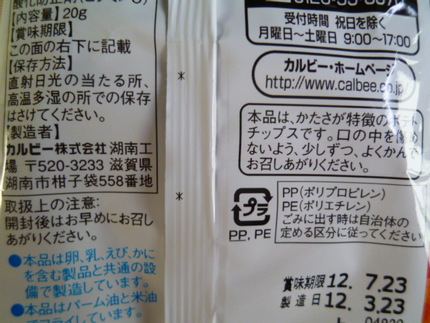 【内容量】20g
【賞味期限】
この面の右下に記載
【保存方法】
直射日光の当たる所、
高温多湿の所での保存
はさけてください。
【製造者】
カルビー株式会社 湖南工
〒520-3233 滋賀県
湖南市柑子袋558番地
取扱上の注意:
開封後はお早めにお召し
あがりください。
●本品は卵、乳、えび、かに
を含む製品と共通の設
備で製造しています。
●本品はパーム油と米油
でフライしています
*
*
受付時間 祝日を除く
月曜日~土曜日 9:00~17:00
カルビー・ホームページ
http://www.calbee.co.jp
本品は、かたさが特徴のポテト
チップスです。口の中を傷め
ないよう、少しずつ、よくかんで
お召しあがりください。
プラ
PP, PE
PP(ポリプロピレン)
PE(ポリエチレン)
ごみに出す時は自治体の
定める区分に従ってください。
賞味期限 12. 7.23
製造日 12. 3.23